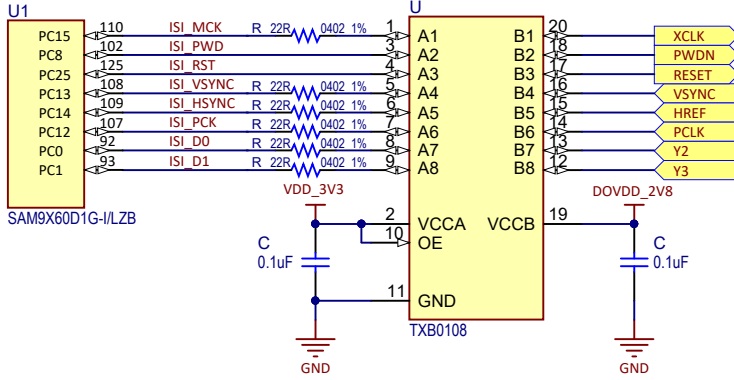 U1
U
PC15 110 ISI_MCK R 22R 0402 1% 1 A1 B1 20 XCLK
PC8 102 ISI_PWD 3 A2 B2 18 PWDN
PC25 125 ISI_RST 4 A3 B3 17 RESET
PC13 108 ISI_VSYNC R 22R 0402 1% 5 A4 B4 16 VSYNC
PC14 109 ISI_HSYNC R 22R 0402 1% 6 A5 B5 15 HREF
PC12 107 ISI_PCK R 22R 0402 1% 7 A6 B6 14 PCLK
PC0 92 ISI_D0 R 22R 0402 1% 8 A7 B7 13 Y2
PC1 93 ISI_D1 R 22R 0402 1% 9 A8 B8 12 Y3
SAM9X60D1G-I/LZB
VDD_3V3
DOVDD_2V8
2 VCCA VCCB 19
10 OE
C
0.1uF
C
0.1uF
11 GND
TXB0108
GND
GND